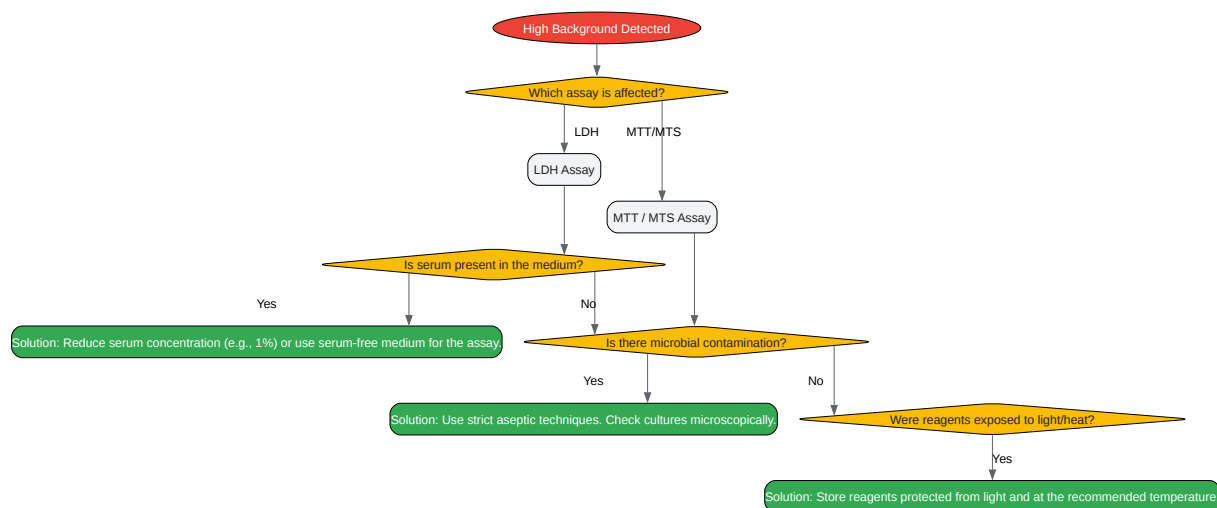 High Background Detected
Which assay is affected?
LDH
MTT/MTS
LDH Assay
MTT / MTS Assay
Is serum present in the medium?
Yes
No
Solution: Reduce serum concentration (e.g., 1%) or use serum-free medium for the assay.
Is there microbial contamination?
Yes
No
Solution: Use strict aseptic techniques. Check cultures microscopically.
Were reagents exposed to light/heat?
Yes
Solution: Store reagents protected from light and at the recommended temperature